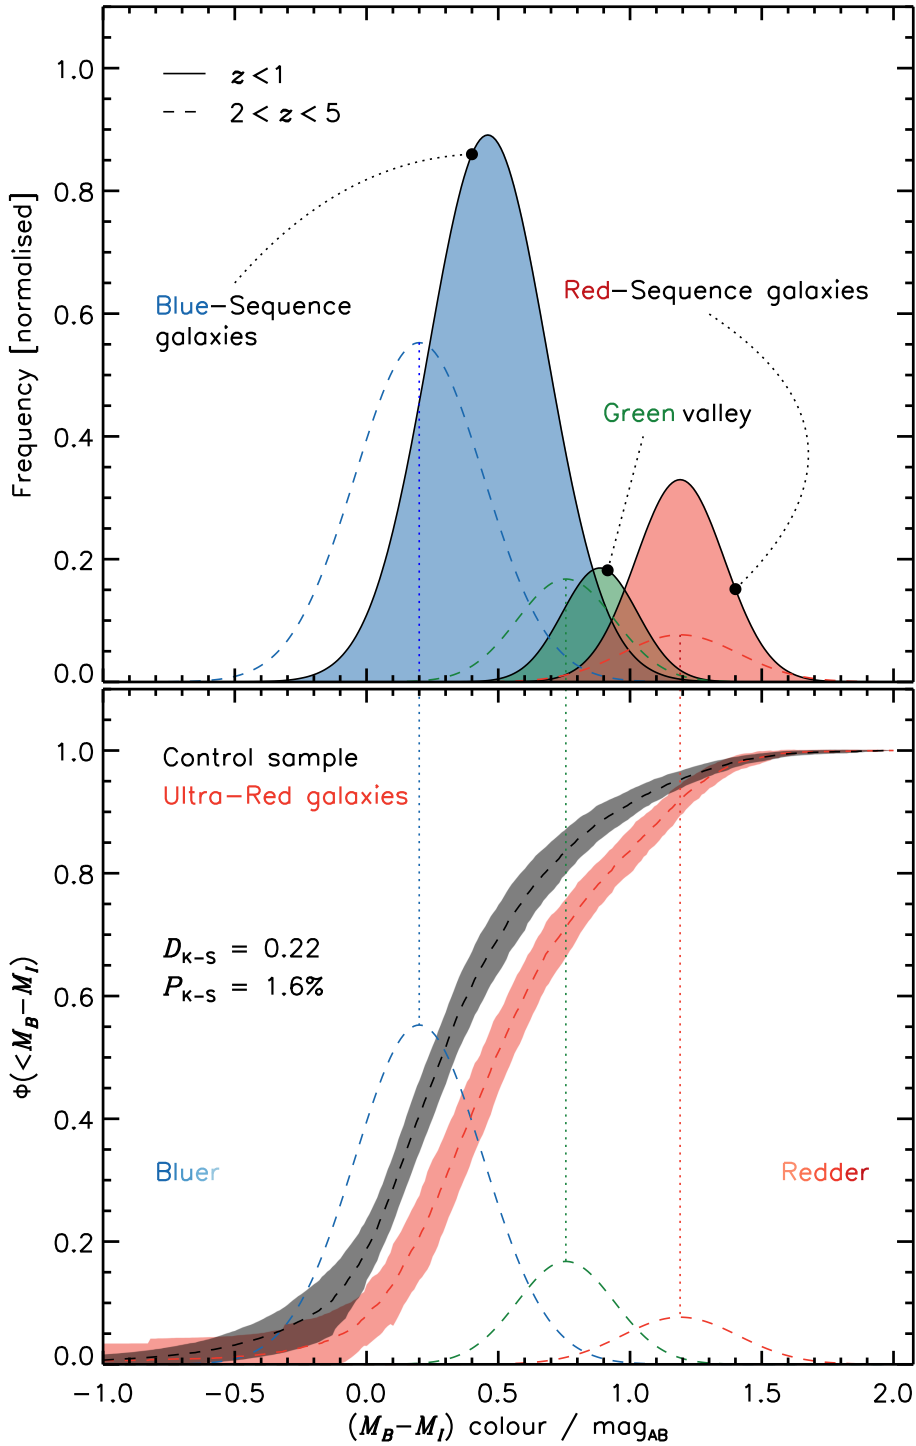 1.0
z < 1
2 < z < 5
0.8
Blue-Sequence
galaxies
Red-Sequence galaxies
0.6
Green valley
0.4
0.2
0.0
Frequency [normalised]
1.0
Control sample
Ultra-Red galaxies
0.8
D_K-S = 0.22
P_K-S = 1.6%
0.6
0.4
Bluer
Redder
0.2
0.0
Φ(<M_B-M_I)
-1.0 -0.5 0.0 0.5 1.0 1.5 2.0
(M_B-M_I) colour / mag_AB